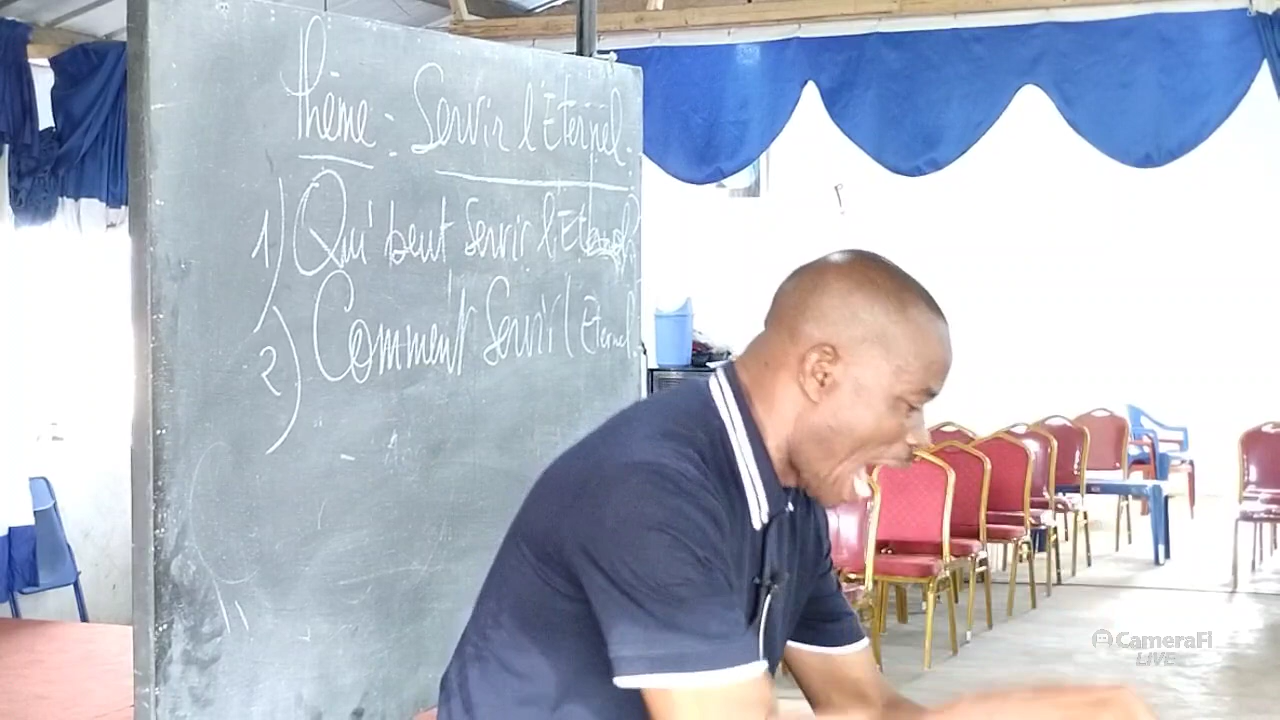 thème : Servir l'Eternel.
1) Qui peut Servir l'Eternel?
2) Comment Servir l'Eternel.
CameraFi
LIVE